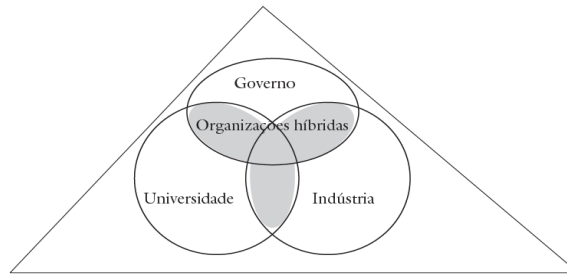 Governo
Organizações híbridas
Universidade
Indústria